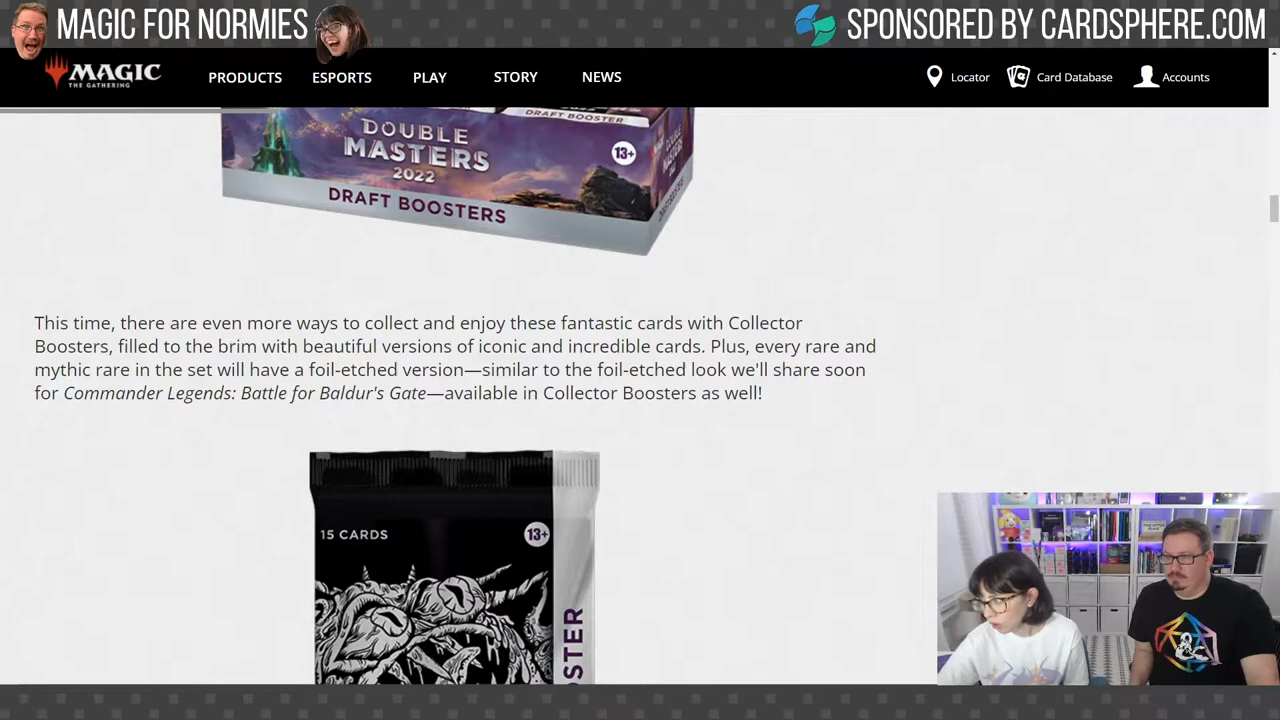 MAGIC FOR NORMIES
SPONSORED BY CARDSPHERE.COM
MAGIC
THE GATHERING
PRODUCTS
ESPORTS
PLAY
STORY
NEWS
Locator
Card Database
Accounts
DRAFT BOOSTER
DOUBLE
MASTERS
2022
13+
DRAFT BOOSTERS
This time, there are even more ways to collect and enjoy these fantastic cards with Collector
Boosters, filled to the brim with beautiful versions of iconic and incredible cards. Plus, every rare and
mythic rare in the set will have a foil-etched version—similar to the foil-etched look we'll share soon
for Commander Legends: Battle for Baldur's Gate—available in Collector Boosters as well!
15 CARDS
13+
OSTER